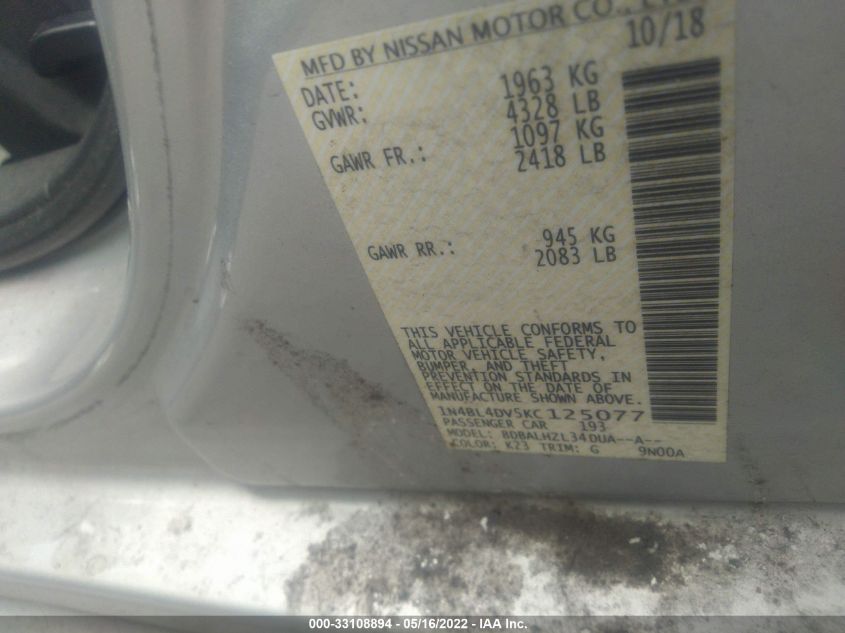 MFD BY NISSAN MOTOR CO., LTD.
DATE: 10/18
GVWR: 1963 KG
4328 LB
GAWR FR.: 1097 KG
2418 LB
GAWR RR.: 945 KG
2083 LB
THIS VEHICLE CONFORMS TO
ALL APPLICABLE FEDERAL
MOTOR VEHICLE SAFETY,
BUMPER, AND THEFT
PREVENTION STANDARDS IN
EFFECT ON THE DATE OF
MANUFACTURE SHOWN ABOVE.
1N4BL4DV5KC125077
PASSENGER CAR 193
MODEL: BDBALHZL34DUA--A--
COLOR: K23 TRIM: G 9N00A
000-33108894 - 05/16/2022 - IAA Inc.